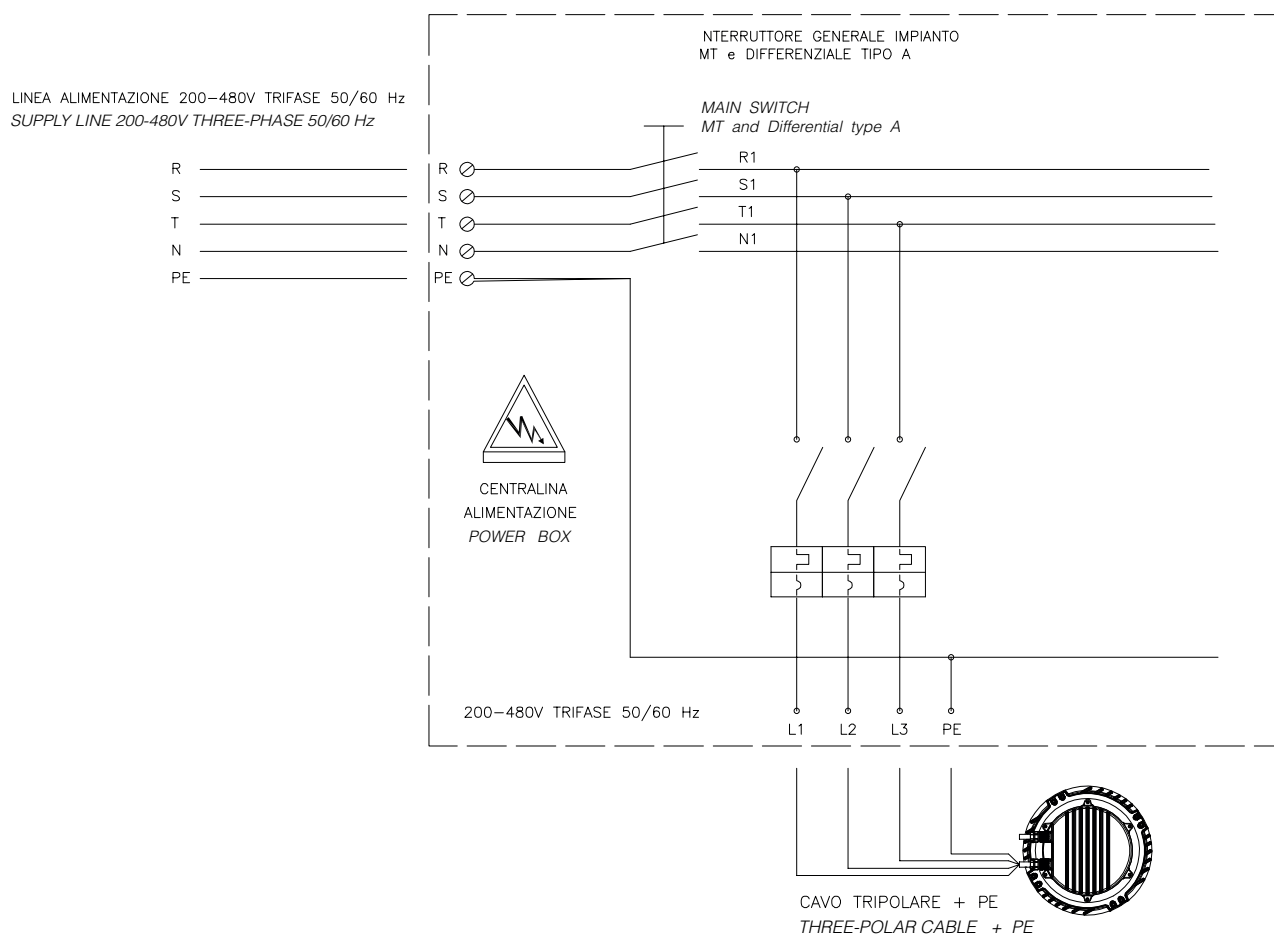 NTERRUTTORE GENERALE IMPIANTO
MT e DIFFERENZIALE TIPO A
LINEA ALIMENTAZIONE 200-480V TRIFASE 50/60 Hz
SUPPLY LINE 200-480V THREE-PHASE 50/60 Hz
MAIN SWITCH
MT and Differential type A
R R R1
S S S1
T T T1
N N N1
PE PE
CENTRALINA
ALIMENTAZIONE
POWER BOX
200-480V TRIFASE 50/60 Hz
L1 L2 L3 PE
CAVO TRIPOLARE + PE
THREE-POLAR CABLE + PE